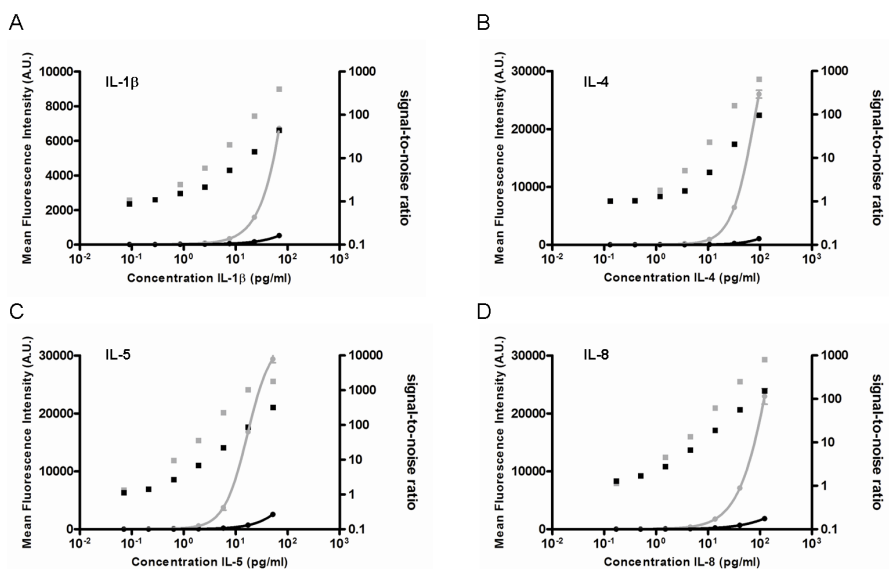 A
Mean Fluorescence Intensity (A.U.)
10000
8000
6000
4000
2000
0
IL-1β
1000
100
10
1
0.1
signal-to-noise ratio
10-2 10-1 100 101 102 103
Concentration IL-1β (pg/ml)
B
Mean Fluorescence Intensity (A.U.)
30000
20000
10000
0
IL-4
1000
100
10
1
0.1
signal-to-noise ratio
10-2 10-1 100 101 102 103
Concentration IL-4 (pg/ml)
C
Mean Fluorescence Intensity (A.U.)
30000
20000
10000
0
IL-5
10000
1000
100
10
1
0.1
signal-to-noise ratio
10-2 10-1 100 101 102 103
Concentration IL-5 (pg/ml)
D
Mean Fluorescence Intensity (A.U.)
30000
20000
10000
0
IL-8
1000
100
10
1
0.1
signal-to-noise ratio
10-2 10-1 100 101 102 103
Concentration IL-8 (pg/ml)